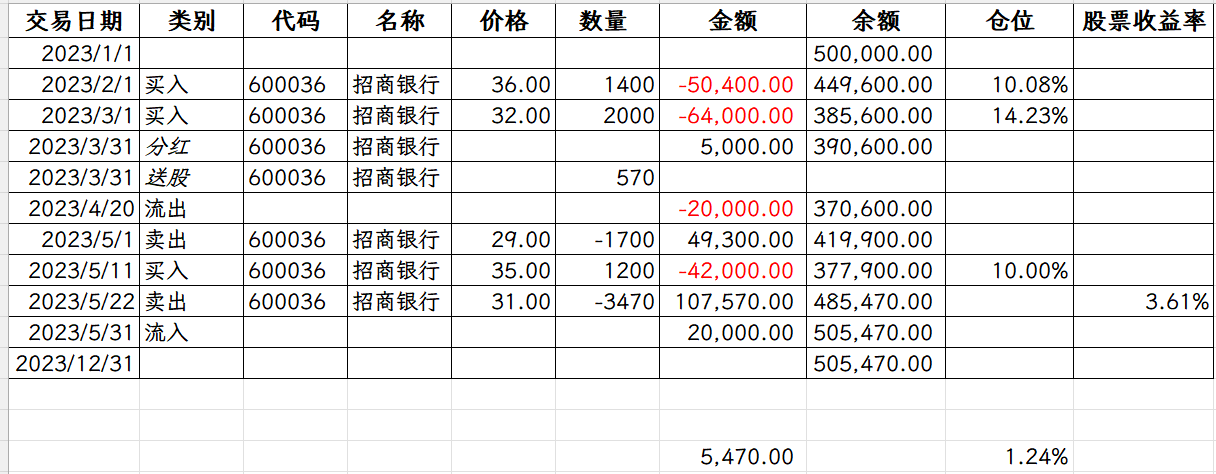 交易日期 类别 代码 名称 价格 数量 金额 余额 仓位 股票收益率
2023/1/1 500,000.00
2023/2/1 买入 600036 招商银行 36.00 1400 -50,400.00 449,600.00 10.08%
2023/3/1 买入 600036 招商银行 32.00 2000 -64,000.00 385,600.00 14.23%
2023/3/31 分红 600036 招商银行 5,000.00 390,600.00
2023/3/31 送股 600036 招商银行 570
2023/4/20 流出 -20,000.00 370,600.00
2023/5/1 卖出 600036 招商银行 29.00 -1700 49,300.00 419,900.00
2023/5/11 买入 600036 招商银行 35.00 1200 -42,000.00 377,900.00 10.00%
2023/5/22 卖出 600036 招商银行 31.00 -3470 107,570.00 485,470.00 3.61%
2023/5/31 流入 20,000.00 505,470.00
2023/12/31 505,470.00
5,470.00 1.24%